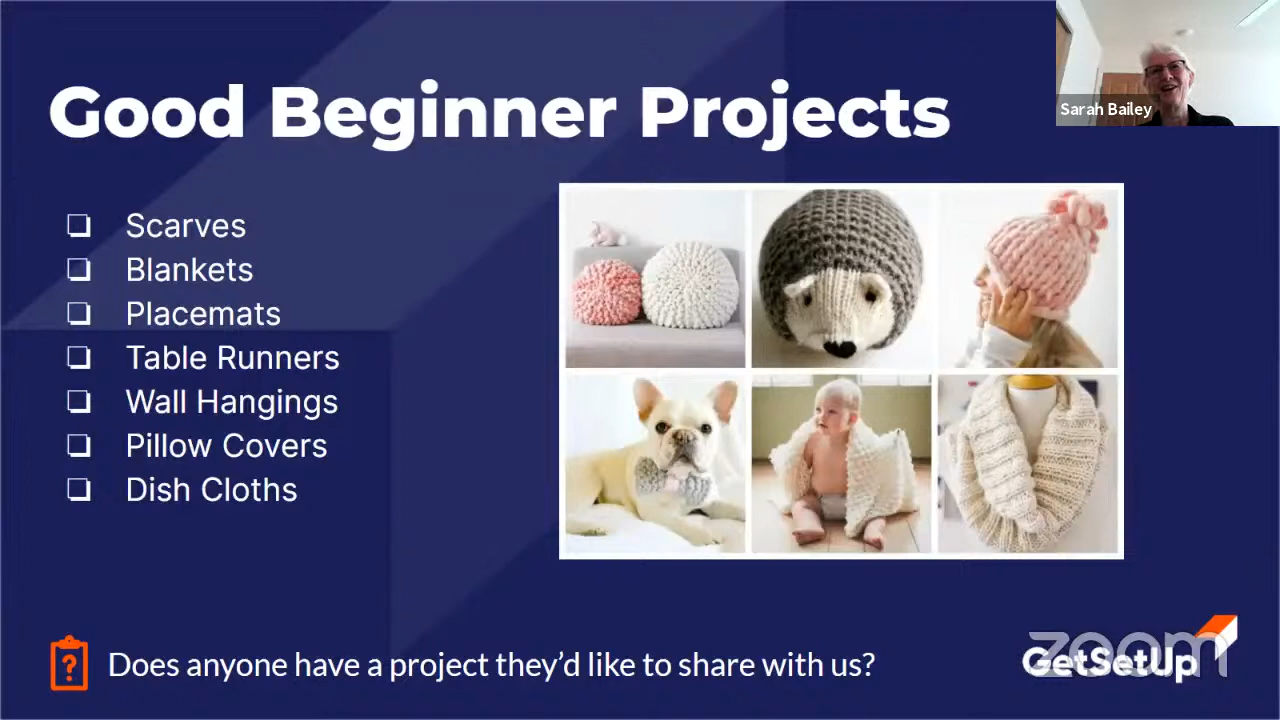 Good Beginner Projects
Sarah Bailey
Scarves
Blankets
Placemats
Table Runners
Wall Hangings
Pillow Covers
Dish Cloths
?
Does anyone have a project they’d like to share with us?
zoom
GetSetUp